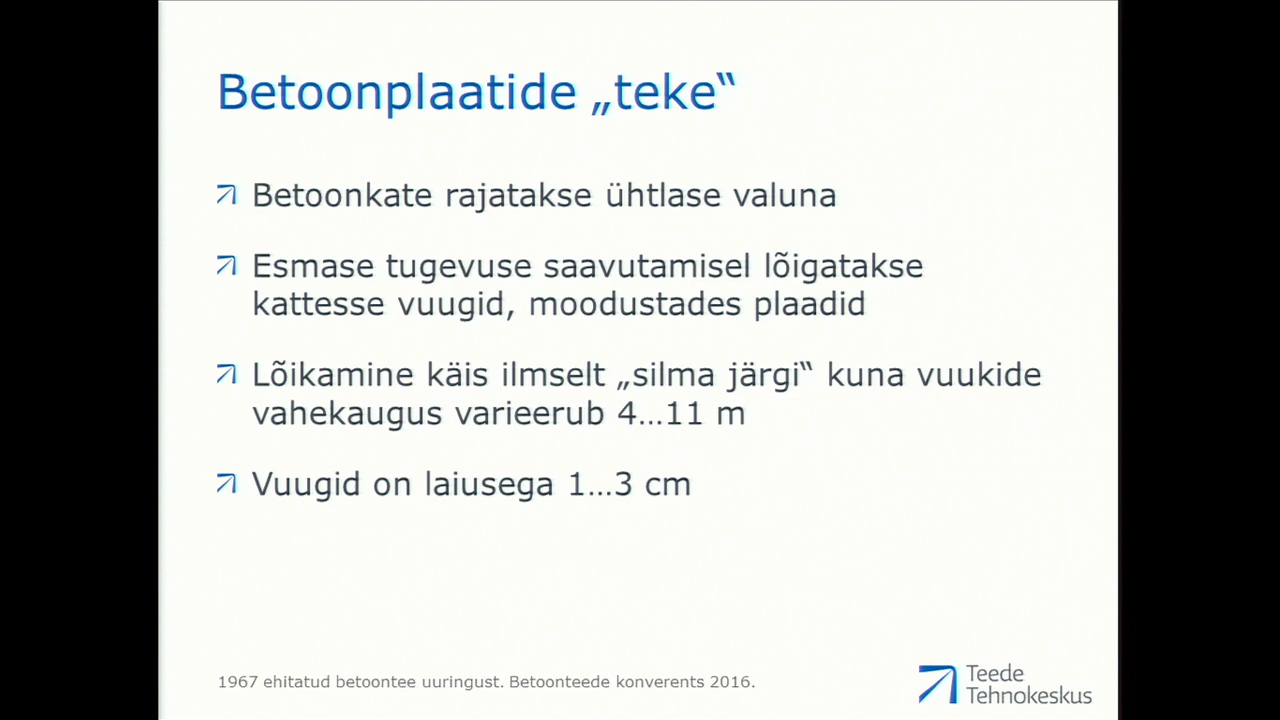 Betoonplaatide „teke“
Betoonkate rajatakse ühtlase valuna
Esmase tugevuse saavutamisel lõigatakse
kattesse vuugid, moodustades plaadid
Lõikamine käis ilmselt „silma järgi“ kuna vuukide
vahekaugus varieerub 4…11 m
Vuugid on laiusega 1…3 cm
1967 ehitatud betoontee uuringust. Betoonteede konverents 2016.
Teede
Tehnokeskus